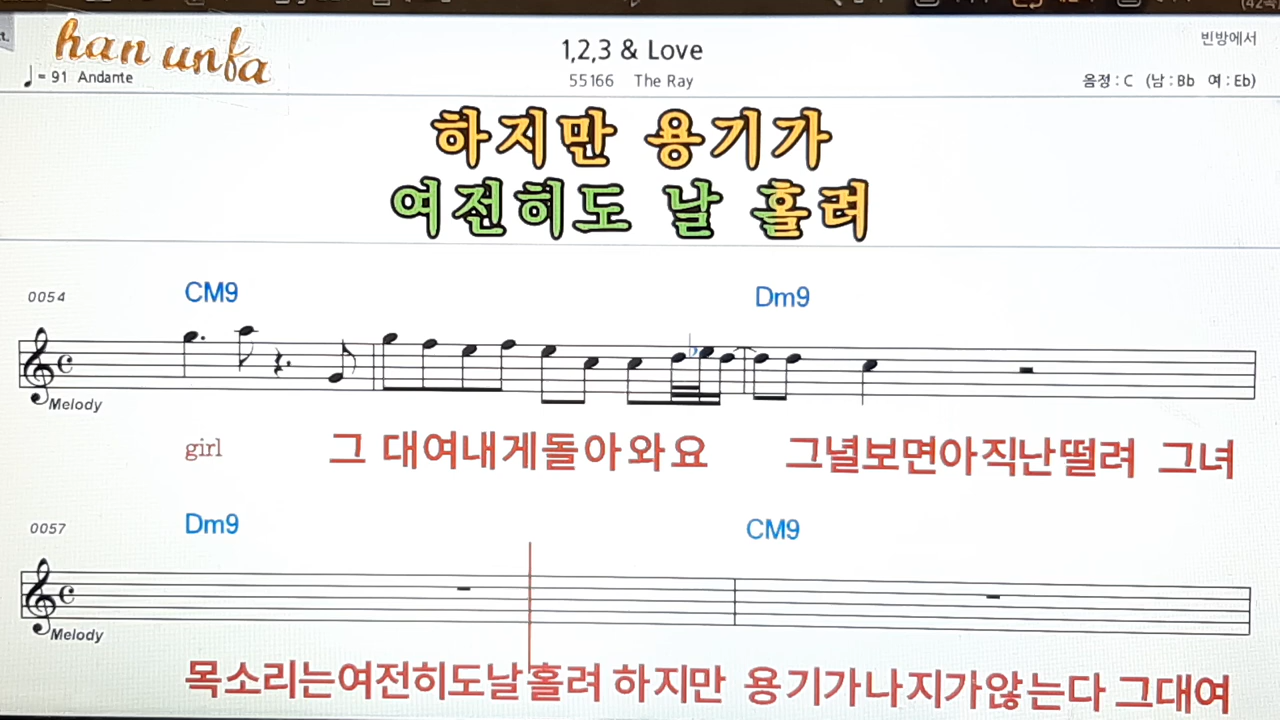 han unfa
1,2,3 & Love
빈방에서
♩= 91 Andante
55166 The Ray
음정 : C (남 : Bb 여 : Eb)
하지만 용기가
여전히도 날 홀려
0054
CM9 Dm9
Melody
girl 그 대여내게돌아와요 그널보면아직난떨려 그녀
0057
Dm9 CM9
Melody
목소리는여전히도날홀려 하지만 용기가나지가않는다 그대여